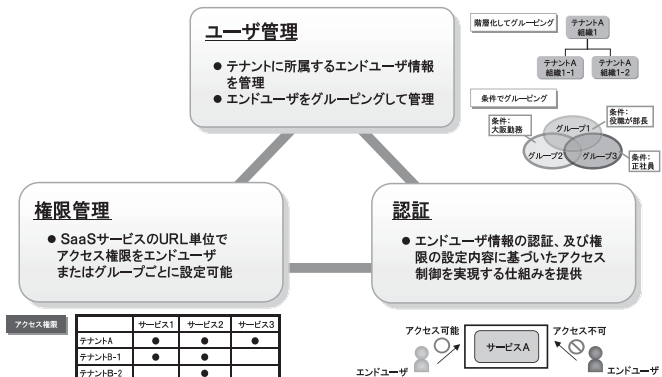 ユーザ管理
● テナントに所属するエンドユーザ情報
を管理
● エンドユーザをグルーピングして管理
階層化してグルーピング
テナントA
組織1
テナントA
組織1-1
テナントA
組織1-2
条件でグルーピング
条件:
大阪勤務
条件:
役職が部長
グループ1
グループ2
グループ3
条件:
正社員
権限管理
● SaaSサービスのURL単位で
アクセス権限をエンドユーザ
またはグループごとに設定可能
認証
● エンドユーザ情報の認証、及び権
限の設定内容に基づいたアクセス
制御を実現する仕組みを提供
アクセス権限
サービス1 サービス2 サービス3
テナントA ● ● ●
テナントB-1 ● ●
テナントB-2 ●
アクセス可能
サービスA
アクセス不可
エンドユーザ
エンドユーザ